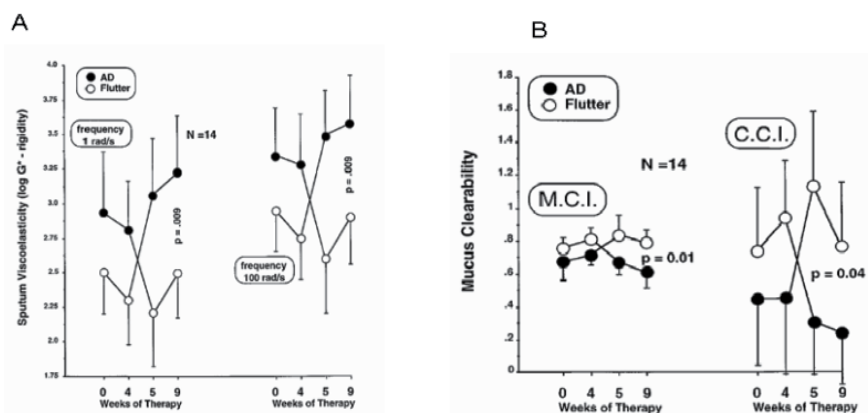 A
AD
Flutter
frequency
1 rad/s
N =14
p = .009
p = .009
frequency
100 rad/s
Sputum Viscoelasticity (log G* - rigidity)
4.0
3.75
3.5
3.25
3.0
2.75
2.5
2.25
2.0
1.75
0 4 5 9
0 4 5 9
Weeks of Therapy
Weeks of Therapy
B
AD
Flutter
C.C.I.
N =14
M.C.I.
p = 0.01
p = 0.04
Mucus Clearability
1.8
1.6
1.4
1.2
1
.8
.6
.4
.2
0
0 4 5 9
0 4 5 9
Weeks of Therapy
Weeks of Therapy